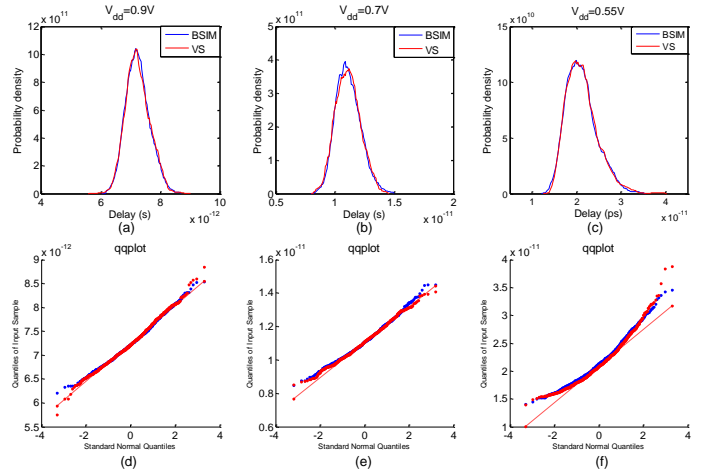 V_dd=0.9V
x 10^11
BSIM
VS
Probability density
10
8
6
4
2
0
4
6
8
10
Delay (s)
x 10^-12
(a)
V_dd=0.7V
x 10^11
BSIM
VS
Probability density
5
4
3
2
1
0
0.5
1
1.5
2
Delay (s)
x 10^-11
(b)
V_dd=0.55V
x 10^10
BSIM
VS
Probability density
15
10
5
0
1
2
3
4
Delay (ps)
x 10^-11
(c)
x 10^-12
qqplot
Quantiles of Input Sample
9
8.5
8
7.5
7
6.5
6
5.5
-4
-2
0
2
4
Standard Normal Quantiles
(d)
x 10^-11
qqplot
Quantiles of Input Sample
1.6
1.4
1.2
1
0.8
0.6
-4
-2
0
2
4
Standard Normal Quantiles
(e)
x 10^-11
qqplot
Quantiles of Input Sample
4
3.5
3
2.5
2
1.5
1
-4
-2
0
2
4
Standard Normal Quantiles
(f)